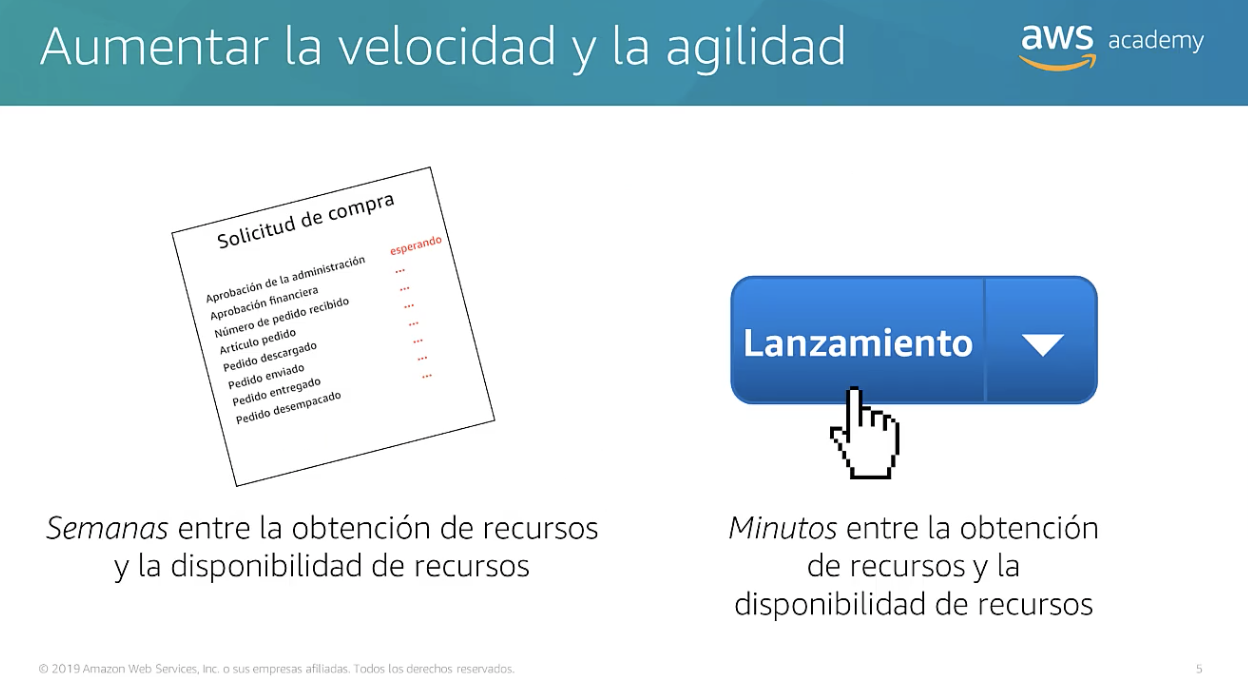 Aumentar la velocidad y la agilidad
aws academy
Solicitud de compra
esperando
Aprobación de la administración ...
Aprobación financiera ...
Número de pedido recibido ...
Artículo pedido ...
Pedido descargado ...
Pedido enviado ...
Pedido entregado ...
Pedido desempacado
Lanzamiento
Semanas entre la obtención de recursos
y la disponibilidad de recursos
Minutos entre la obtención
de recursos y la
disponibilidad de recursos
© 2019 Amazon Web Services, Inc. o sus empresas afiliadas. Todos los derechos reservados.
5